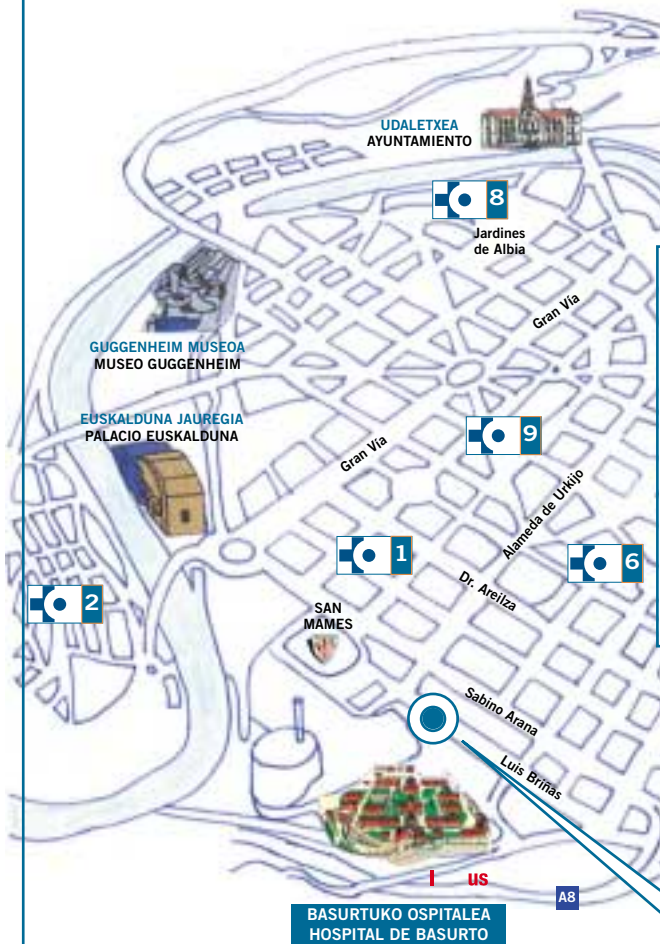 UDALETXEA
AYUNTAMIENTO
8
Jardines
de Albia
Gran Vía
GUGGENHEIM MUSEOA
MUSEO GUGGENHEIM
EUSKALDUNA JAUREGIA
PALACIO EUSKALDUNA
9
Gran Vía
Alameda de Urkijo
1
6
Dr. Areilza
2
SAN
MAMES
Sabino Arana
Luis Briñas
us
A8
BASURTUKO OSPITALEA
HOSPITAL DE BASURTO